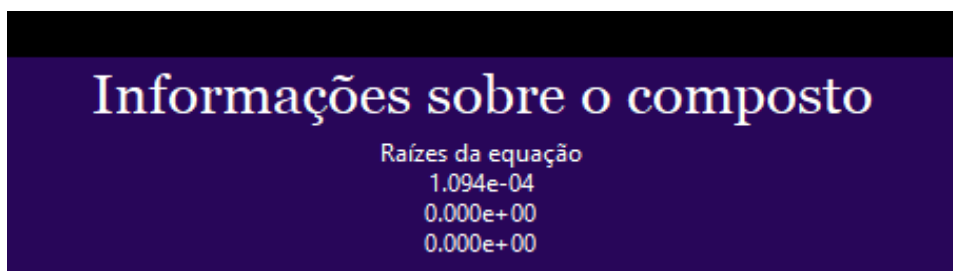 Informações sobre o composto
Raízes da equação
1.094e-04
0.000e+00
0.000e+00